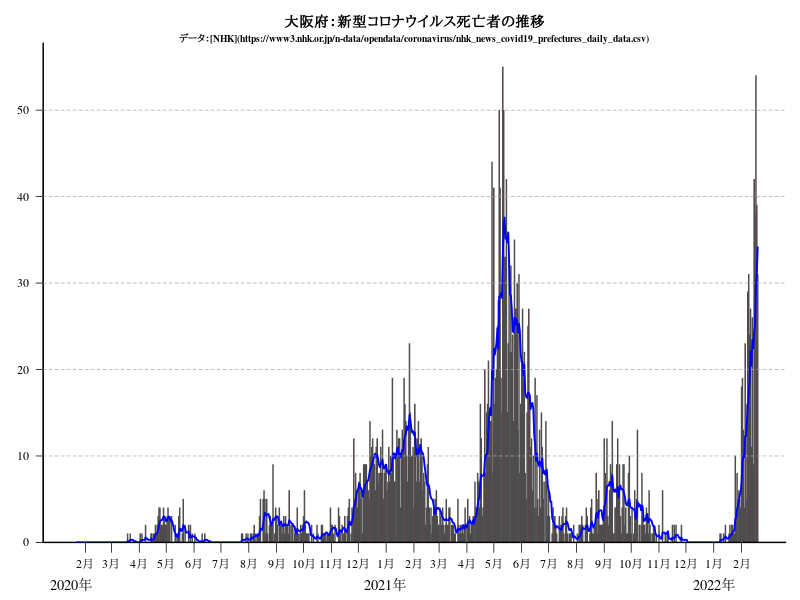 大阪府：新型コロナウイルス死亡者の推移
データ：[NHK](https://www3.nhk.or.jp/n-data/opendata/coronavirus/nhk_news_covid19_prefectures_daily_data.csv)
50
40
30
20
10
0
2月 3月 4月 5月 6月 7月 8月 9月 10月 11月 12月 1月 2月 3月 4月 5月 6月 7月 8月 9月 10月 11月 12月 1月 2月
2020年 2021年 2022年